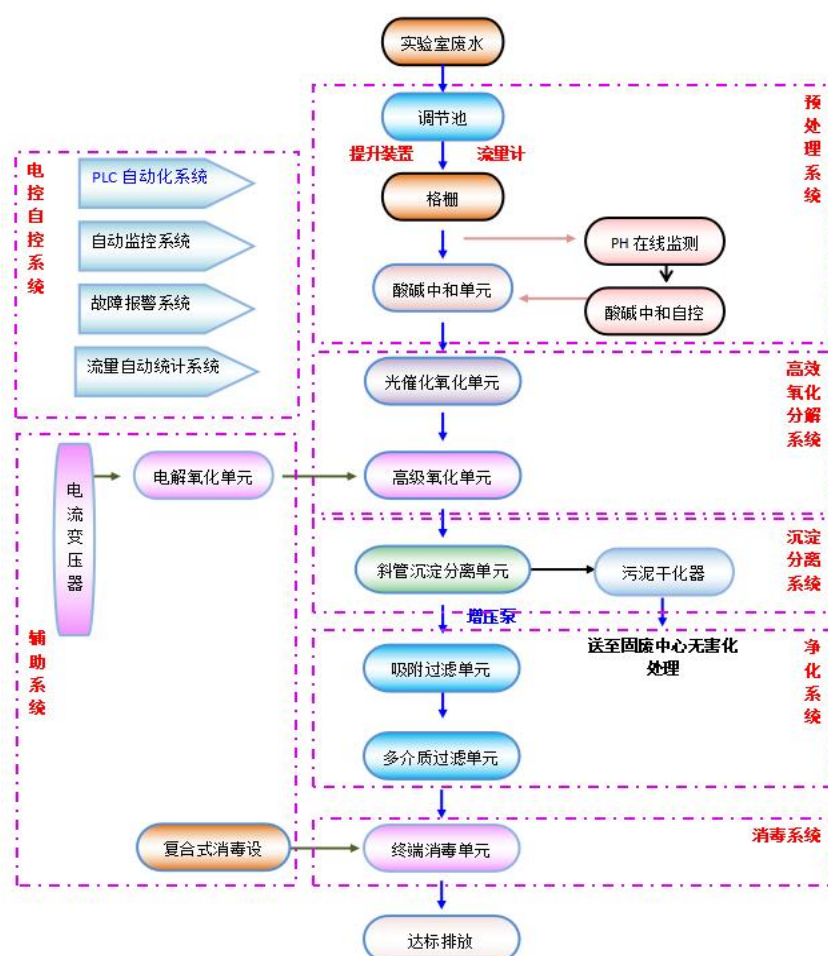 实验室废水
预处理系统
调节池
提升装置 流量计
格栅
PH 在线监测
酸碱中和单元
酸碱中和自控
电控自控系统
PLC 自动化系统
自动监控系统
故障报警系统
流量自动统计系统
高效
氧化
分解
系统
光催化氧化单元
高级氧化单元
电流变压器
电解氧化单元
辅助系统
沉淀
分离
系统
斜管沉淀分离单元
污泥干化器
增压泵
送至固废中心无害化
处理
净化系统
吸附过滤单元
多介质过滤单元
消毒系统
复合式消毒设
终端消毒单元
达标排放